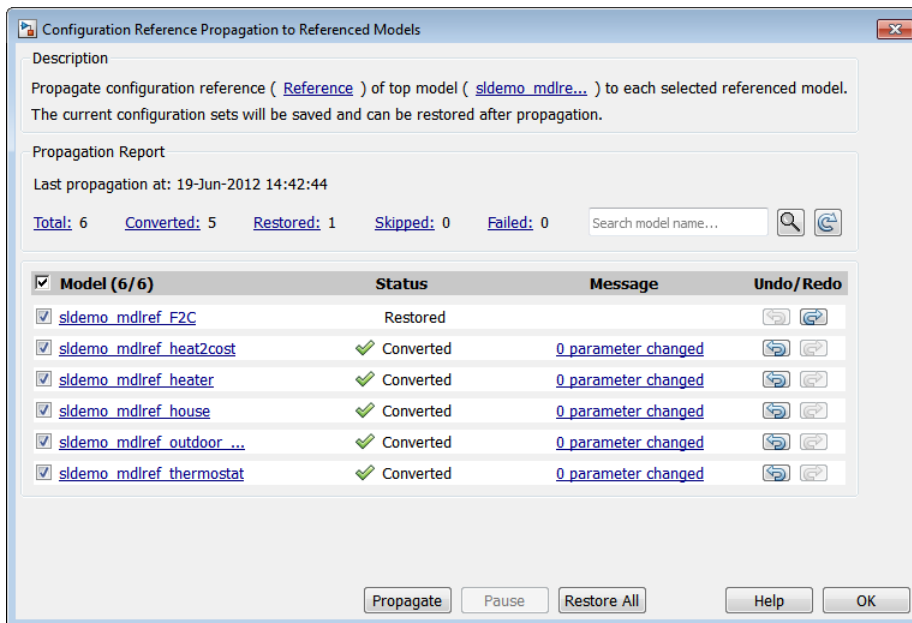 Configuration Reference Propagation to Referenced Models
Description
Propagate configuration reference ( Reference ) of top model ( sldemo_mdlre... ) to each selected referenced model.
The current configuration sets will be saved and can be restored after propagation.
Propagation Report
Last propagation at: 19-Jun-2012 14:42:44
Total: 6 Converted: 5 Restored: 1 Skipped: 0 Failed: 0 Search model name...
Model (6/6) Status Message Undo/Redo
sldemo_mdlref_F2C Restored
sldemo_mdlref_heat2cost Converted 0 parameter changed
sldemo_mdlref_heater Converted 0 parameter changed
sldemo_mdlref_house Converted 0 parameter changed
sldemo_mdlref_outdoor_... Converted 0 parameter changed
sldemo_mdlref_thermostat Converted 0 parameter changed
Propagate Pause Restore All Help OK